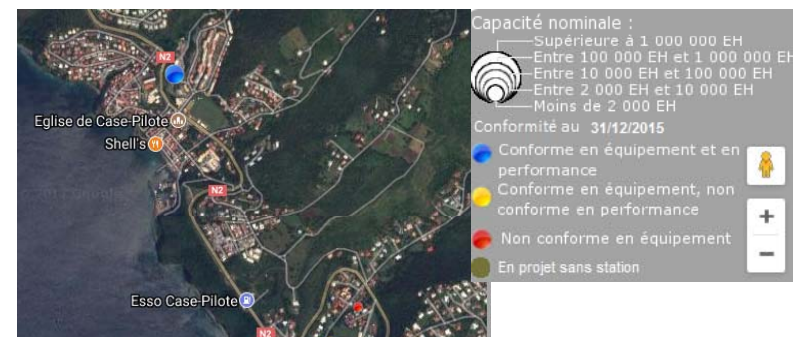 N2
Eglise de Case-Pilote
Shell's
N2
Esso Case-Pilote
N2
Capacité nominale :
Supérieure à 1 000 000 EH
Entre 100 000 EH et 1 000 000 EH
Entre 10 000 EH et 100 000 EH
Entre 2 000 EH et 10 000 EH
Moins de 2 000 EH
Conformité au 31/12/2015
Conforme en équipement et en
performance
Conforme en équipement, non
conforme en performance
Non conforme en équipement
En projet sans station
+
−